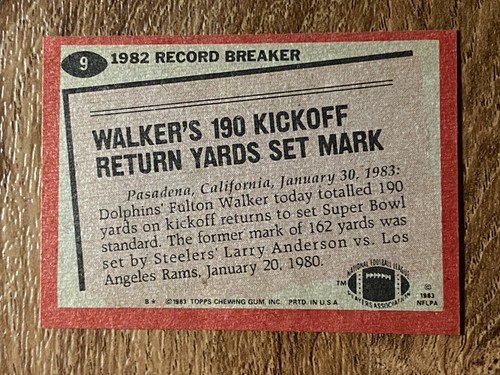 9 1982 RECORD BREAKER
WALKER'S 190 KICKOFF
RETURN YARDS SET MARK
Pasadena, California, January 30, 1983:
Dolphins' Fulton Walker today totalled 190
yards on kickoff returns to set Super Bowl
standard. The former mark of 162 yards was
set by Steelers' Larry Anderson vs. Los
Angeles Rams, January 20, 1980.
NATIONAL FOOTBALL LEAGUE
PLAYERS ASSOCIATION
TM
©
1983
NFLPA
B* ©1983 TOPPS CHEWING GUM, INC. PRTD. IN U.S.A.